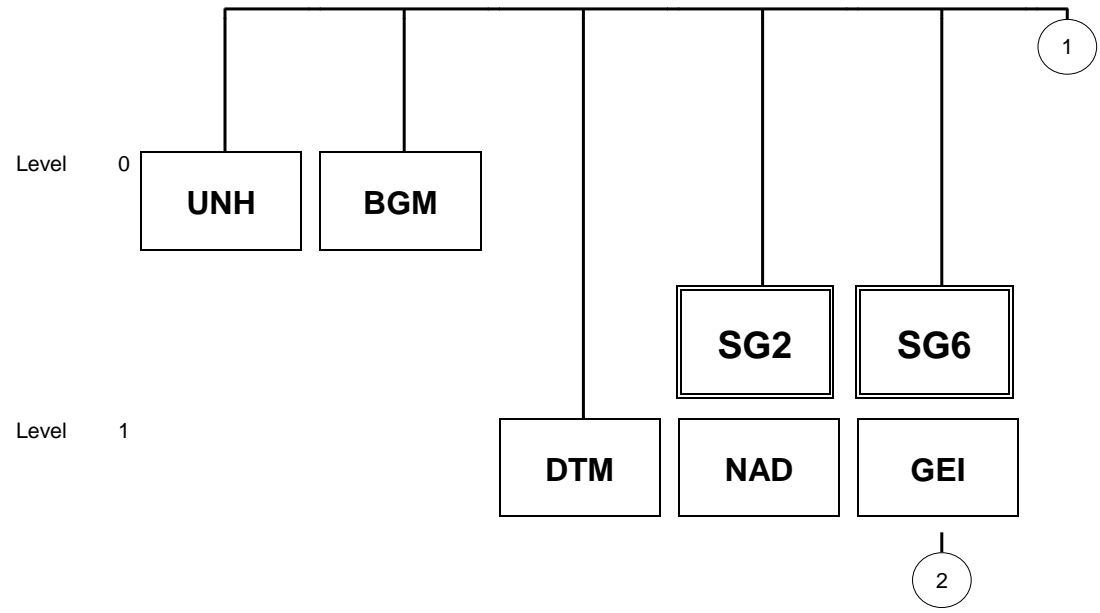 1
Level 0
UNH BGM
SG2 SG6
Level 1
DTM NAD GEI
2